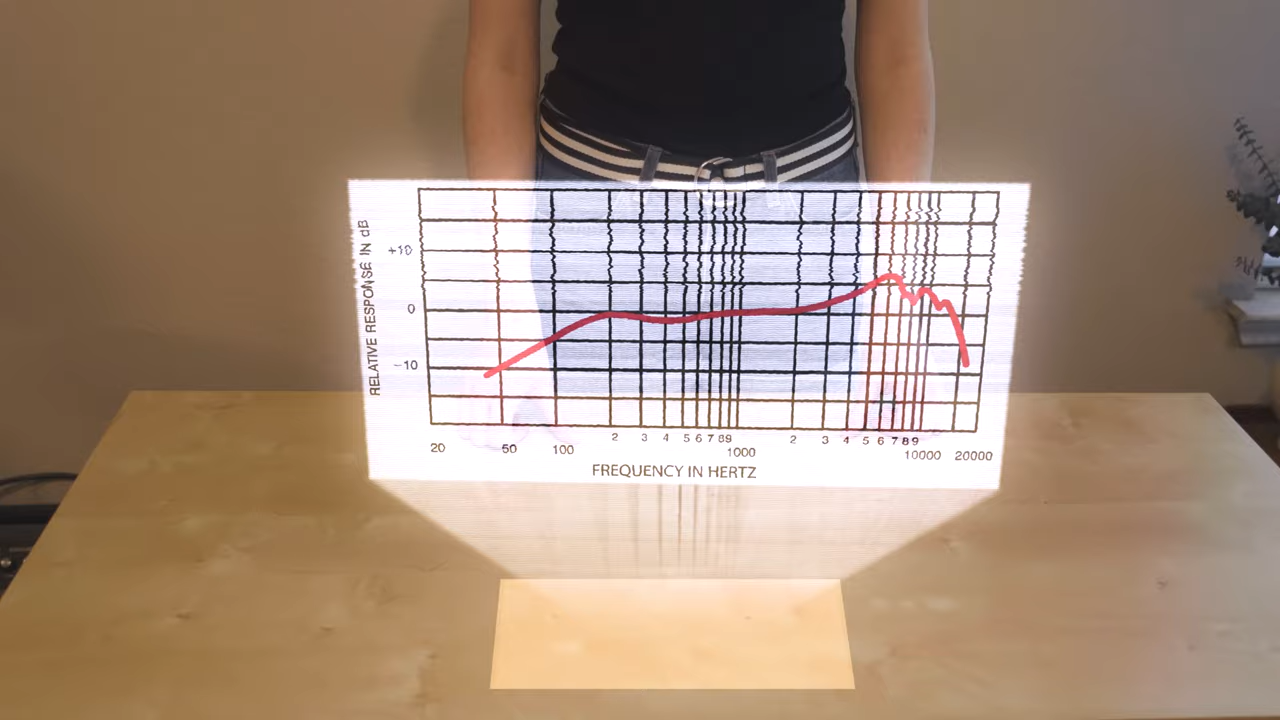 RELATIVE RESPONSE IN dB
+10
0
−10
2 3 4 5 6 7 8 9 2 3 4 5 6 7 8 9
20 50 100 1000 10000 20000
FREQUENCY IN HERTZ